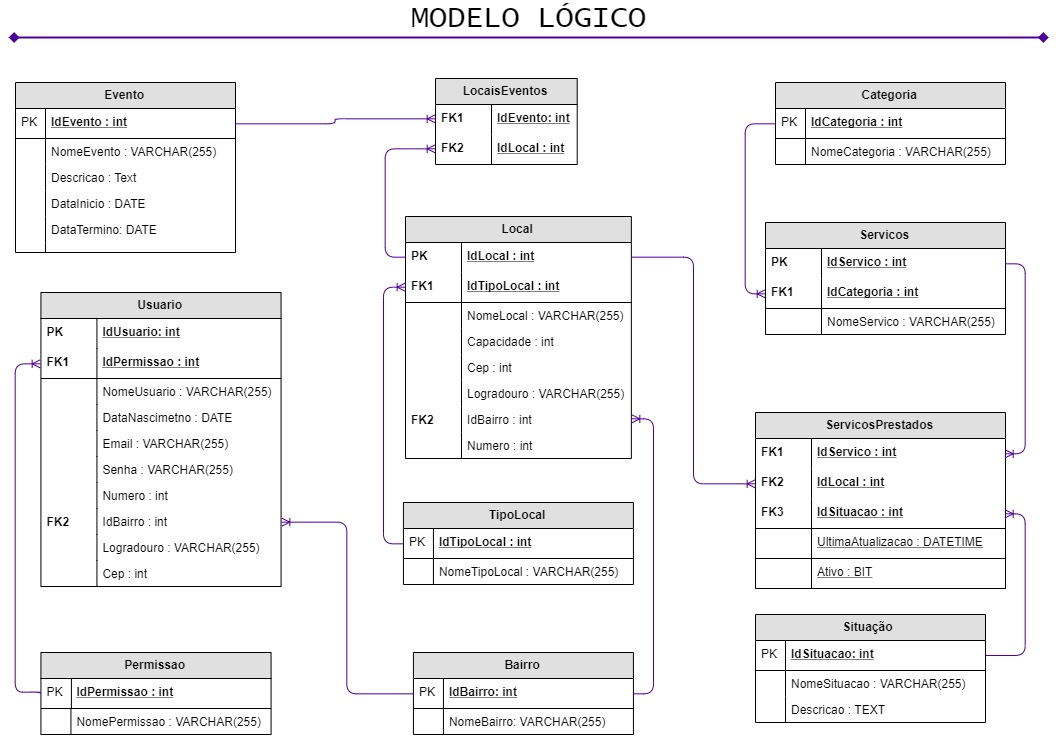 MODELO LÓGICO
Evento
PK IdEvento : int
NomeEvento : VARCHAR(255)
Descricao : Text
DataInicio : DATE
DataTermino: DATE
LocaisEventos
FK1 IdEvento: int
FK2 IdLocal : int
Categoria
PK IdCategoria : int
NomeCategoria : VARCHAR(255)
Local
PK IdLocal : int
FK1 IdTipoLocal : int
NomeLocal : VARCHAR(255)
Capacidade : int
Cep : int
Logradouro : VARCHAR(255)
FK2 IdBairro : int
Numero : int
Servicos
PK IdServico : int
FK1 IdCategoria : int
NomeServico : VARCHAR(255)
Usuario
PK IdUsuario: int
FK1 IdPermissao : int
NomeUsuario : VARCHAR(255)
DataNascimetno : DATE
Email : VARCHAR(255)
Senha : VARCHAR(255)
Numero : int
FK2 IdBairro : int
Logradouro : VARCHAR(255)
Cep : int
TipoLocal
PK IdTipoLocal : int
NomeTipoLocal : VARCHAR(255)
ServicosPrestados
FK1 IdServico : int
FK2 IdLocal : int
FK3 IdSituacao : int
UltimaAtualizacao : DATETIME
Ativo : BIT
Permissao
PK IdPermissao : int
NomePermissao : VARCHAR(255)
Bairro
PK IdBairro: int
NomeBairro: VARCHAR(255)
Situação
PK IdSituacao: int
NomeSituacao : VARCHAR(255)
Descricao : TEXT